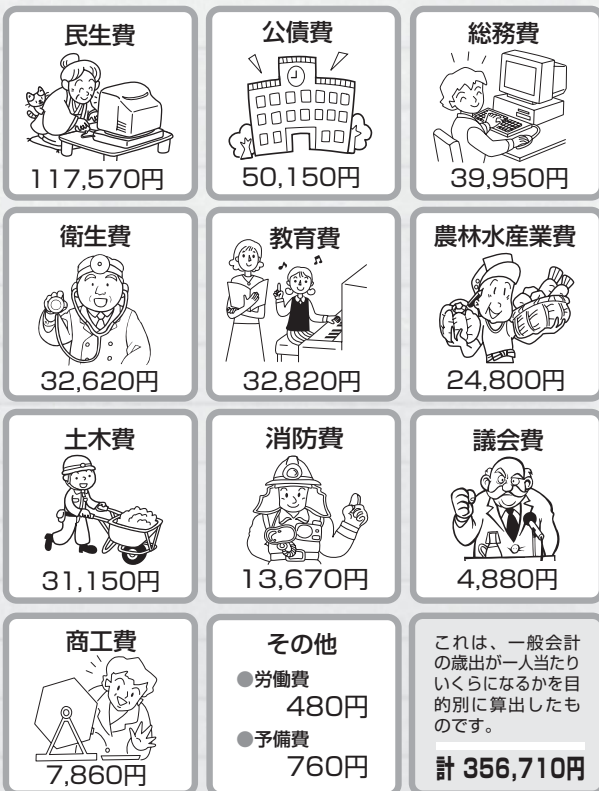 民生費
117,570円
公債費
50,150円
総務費
39,950円
衛生費
32,620円
教育費
32,820円
農林水産業費
24,800円
土木費
31,150円
消防費
13,670円
議会費
4,880円
商工費
7,860円
その他
●労働費
480円
●予備費
760円
これは、一般会計
の歳出が一人当たり
いくらになるかを目
的別に算出したも
のです。
計 356,710円